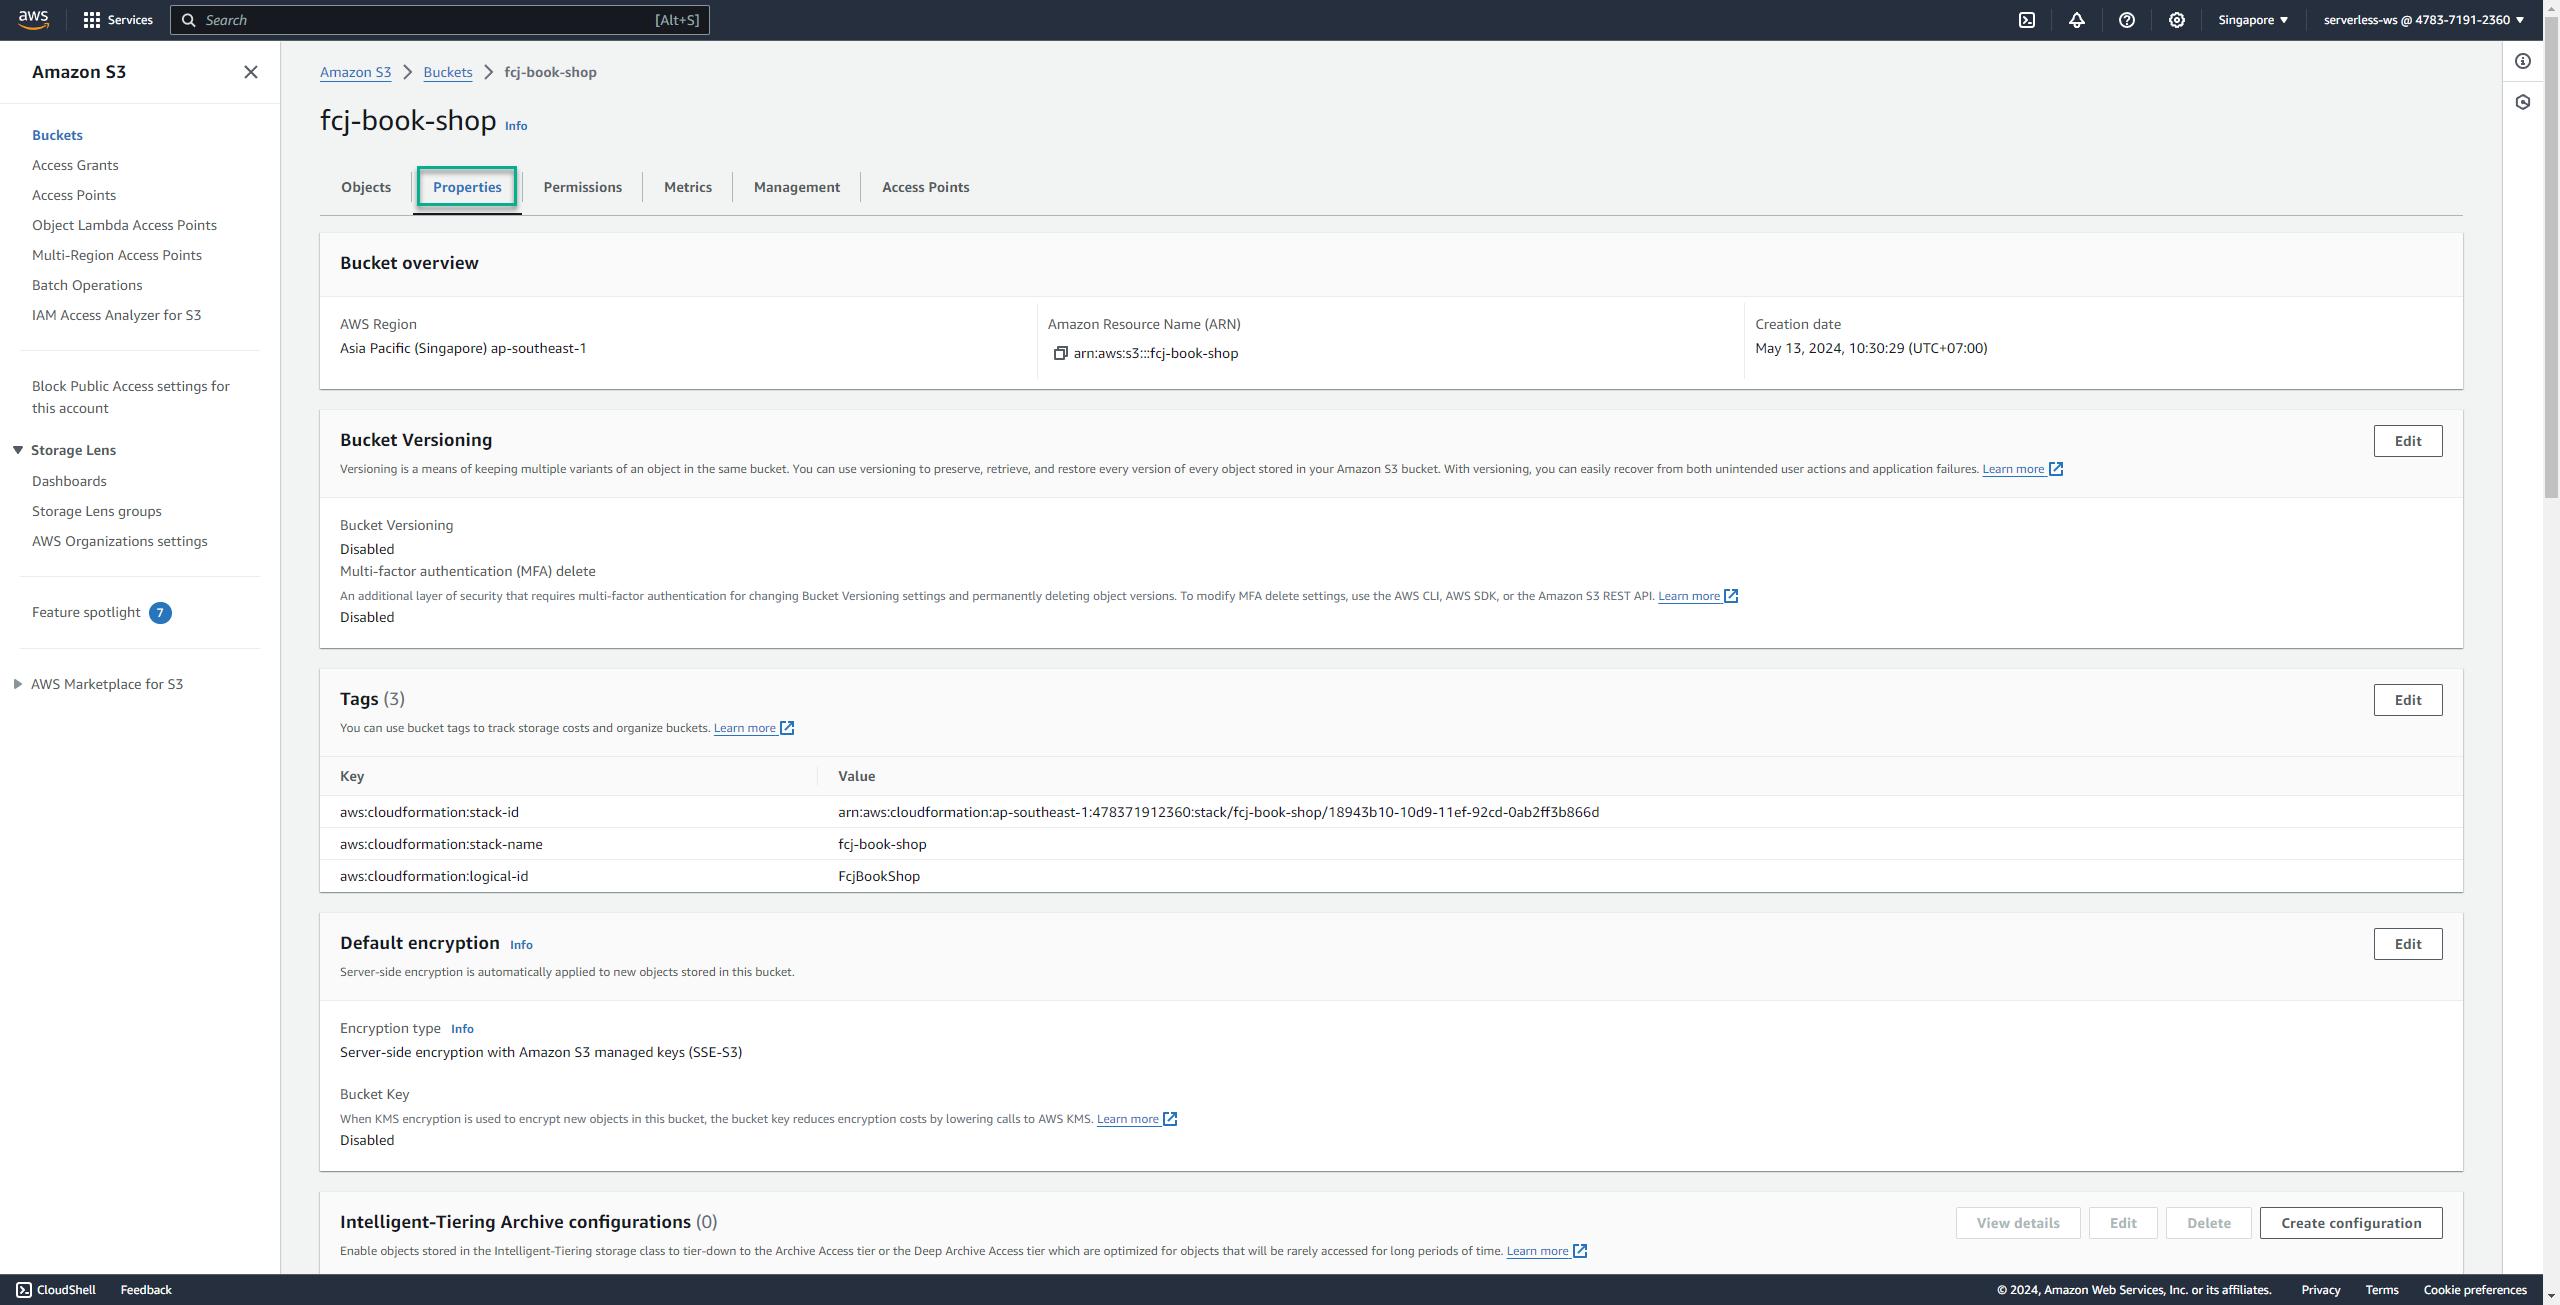 aws
Services
Search
[Alt+S]
Singapore
serverless-ws @ 4783-7191-2360
Amazon S3
Buckets
Access Grants
Access Points
Object Lambda Access Points
Multi-Region Access Points
Batch Operations
IAM Access Analyzer for S3
Block Public Access settings for
this account
Storage Lens
Dashboards
Storage Lens groups
AWS Organizations settings
Feature spotlight 7
AWS Marketplace for S3
Amazon S3 > Buckets > fcj-book-shop
fcj-book-shop Info
Objects
Properties
Permissions
Metrics
Management
Access Points
Bucket overview
AWS Region
Asia Pacific (Singapore) ap-southeast-1
Amazon Resource Name (ARN)
arn:aws:s3:::fcj-book-shop
Creation date
May 13, 2024, 10:30:29 (UTC+07:00)
Bucket Versioning
Edit
Versioning is a means of keeping multiple variants of an object in the same bucket. You can use versioning to preserve, retrieve, and restore every version of every object stored in your Amazon S3 bucket. With versioning, you can easily recover from both unintended user actions and application failures. Learn more
Bucket Versioning
Disabled
Multi-factor authentication (MFA) delete
An additional layer of security that requires multi-factor authentication for changing Bucket Versioning settings and permanently deleting object versions. To modify MFA delete settings, use the AWS CLI, AWS SDK, or the Amazon S3 REST API. Learn more
Disabled
Tags (3)
Edit
You can use bucket tags to track storage costs and organize buckets. Learn more
Key Value
aws:cloudformation:stack-id arn:aws:cloudformation:ap-southeast-1:478371912360:stack/fcj-book-shop/18943b10-10d9-11ef-92cd-0ab2ff3b866d
aws:cloudformation:stack-name fcj-book-shop
aws:cloudformation:logical-id FcjBookShop
Default encryption Info
Edit
Server-side encryption is automatically applied to new objects stored in this bucket.
Encryption type Info
Server-side encryption with Amazon S3 managed keys (SSE-S3)
Bucket Key
When KMS encryption is used to encrypt new objects in this bucket, the bucket key reduces encryption costs by lowering calls to AWS KMS. Learn more
Disabled
Intelligent-Tiering Archive configurations (0)
View details
Edit
Delete
Create configuration
Enable objects stored in the Intelligent-Tiering storage class to tier-down to the Archive Access tier or the Deep Archive Access tier which are optimized for objects that will be rarely accessed for long periods of time. Learn more
CloudShell
Feedback
© 2024, Amazon Web Services, Inc. or its affiliates.
Privacy
Terms
Cookie preferences